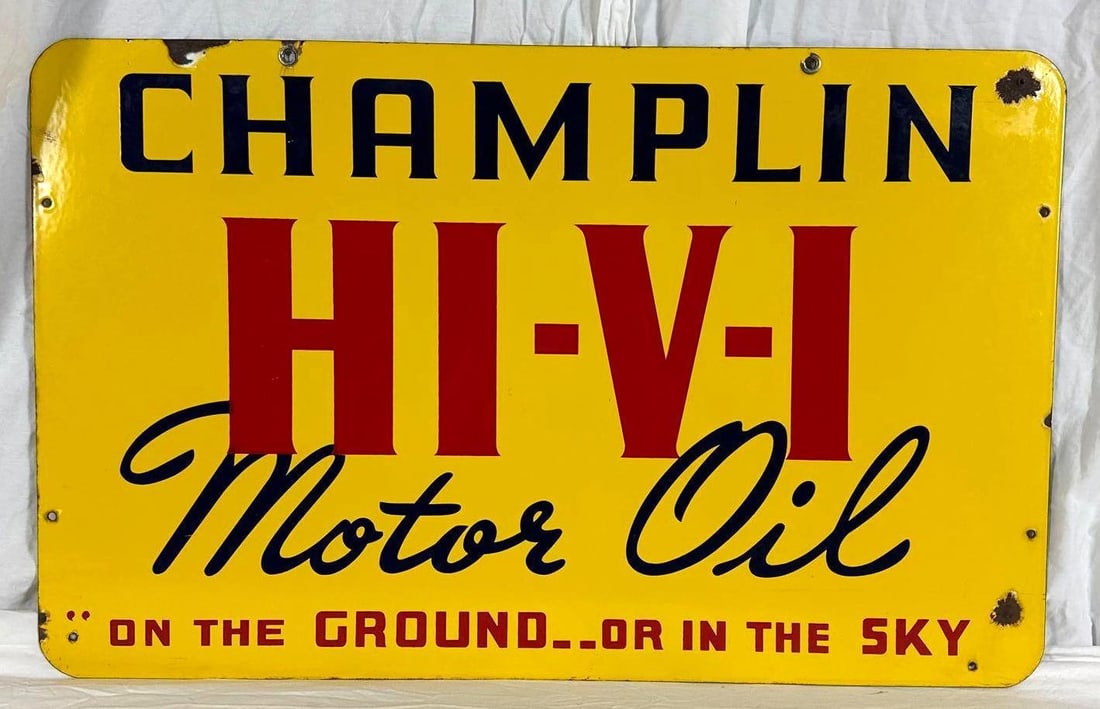 CHAMPLIN
HI-V-I
Motor Oil
"ON THE GROUND--OR IN THE SKY